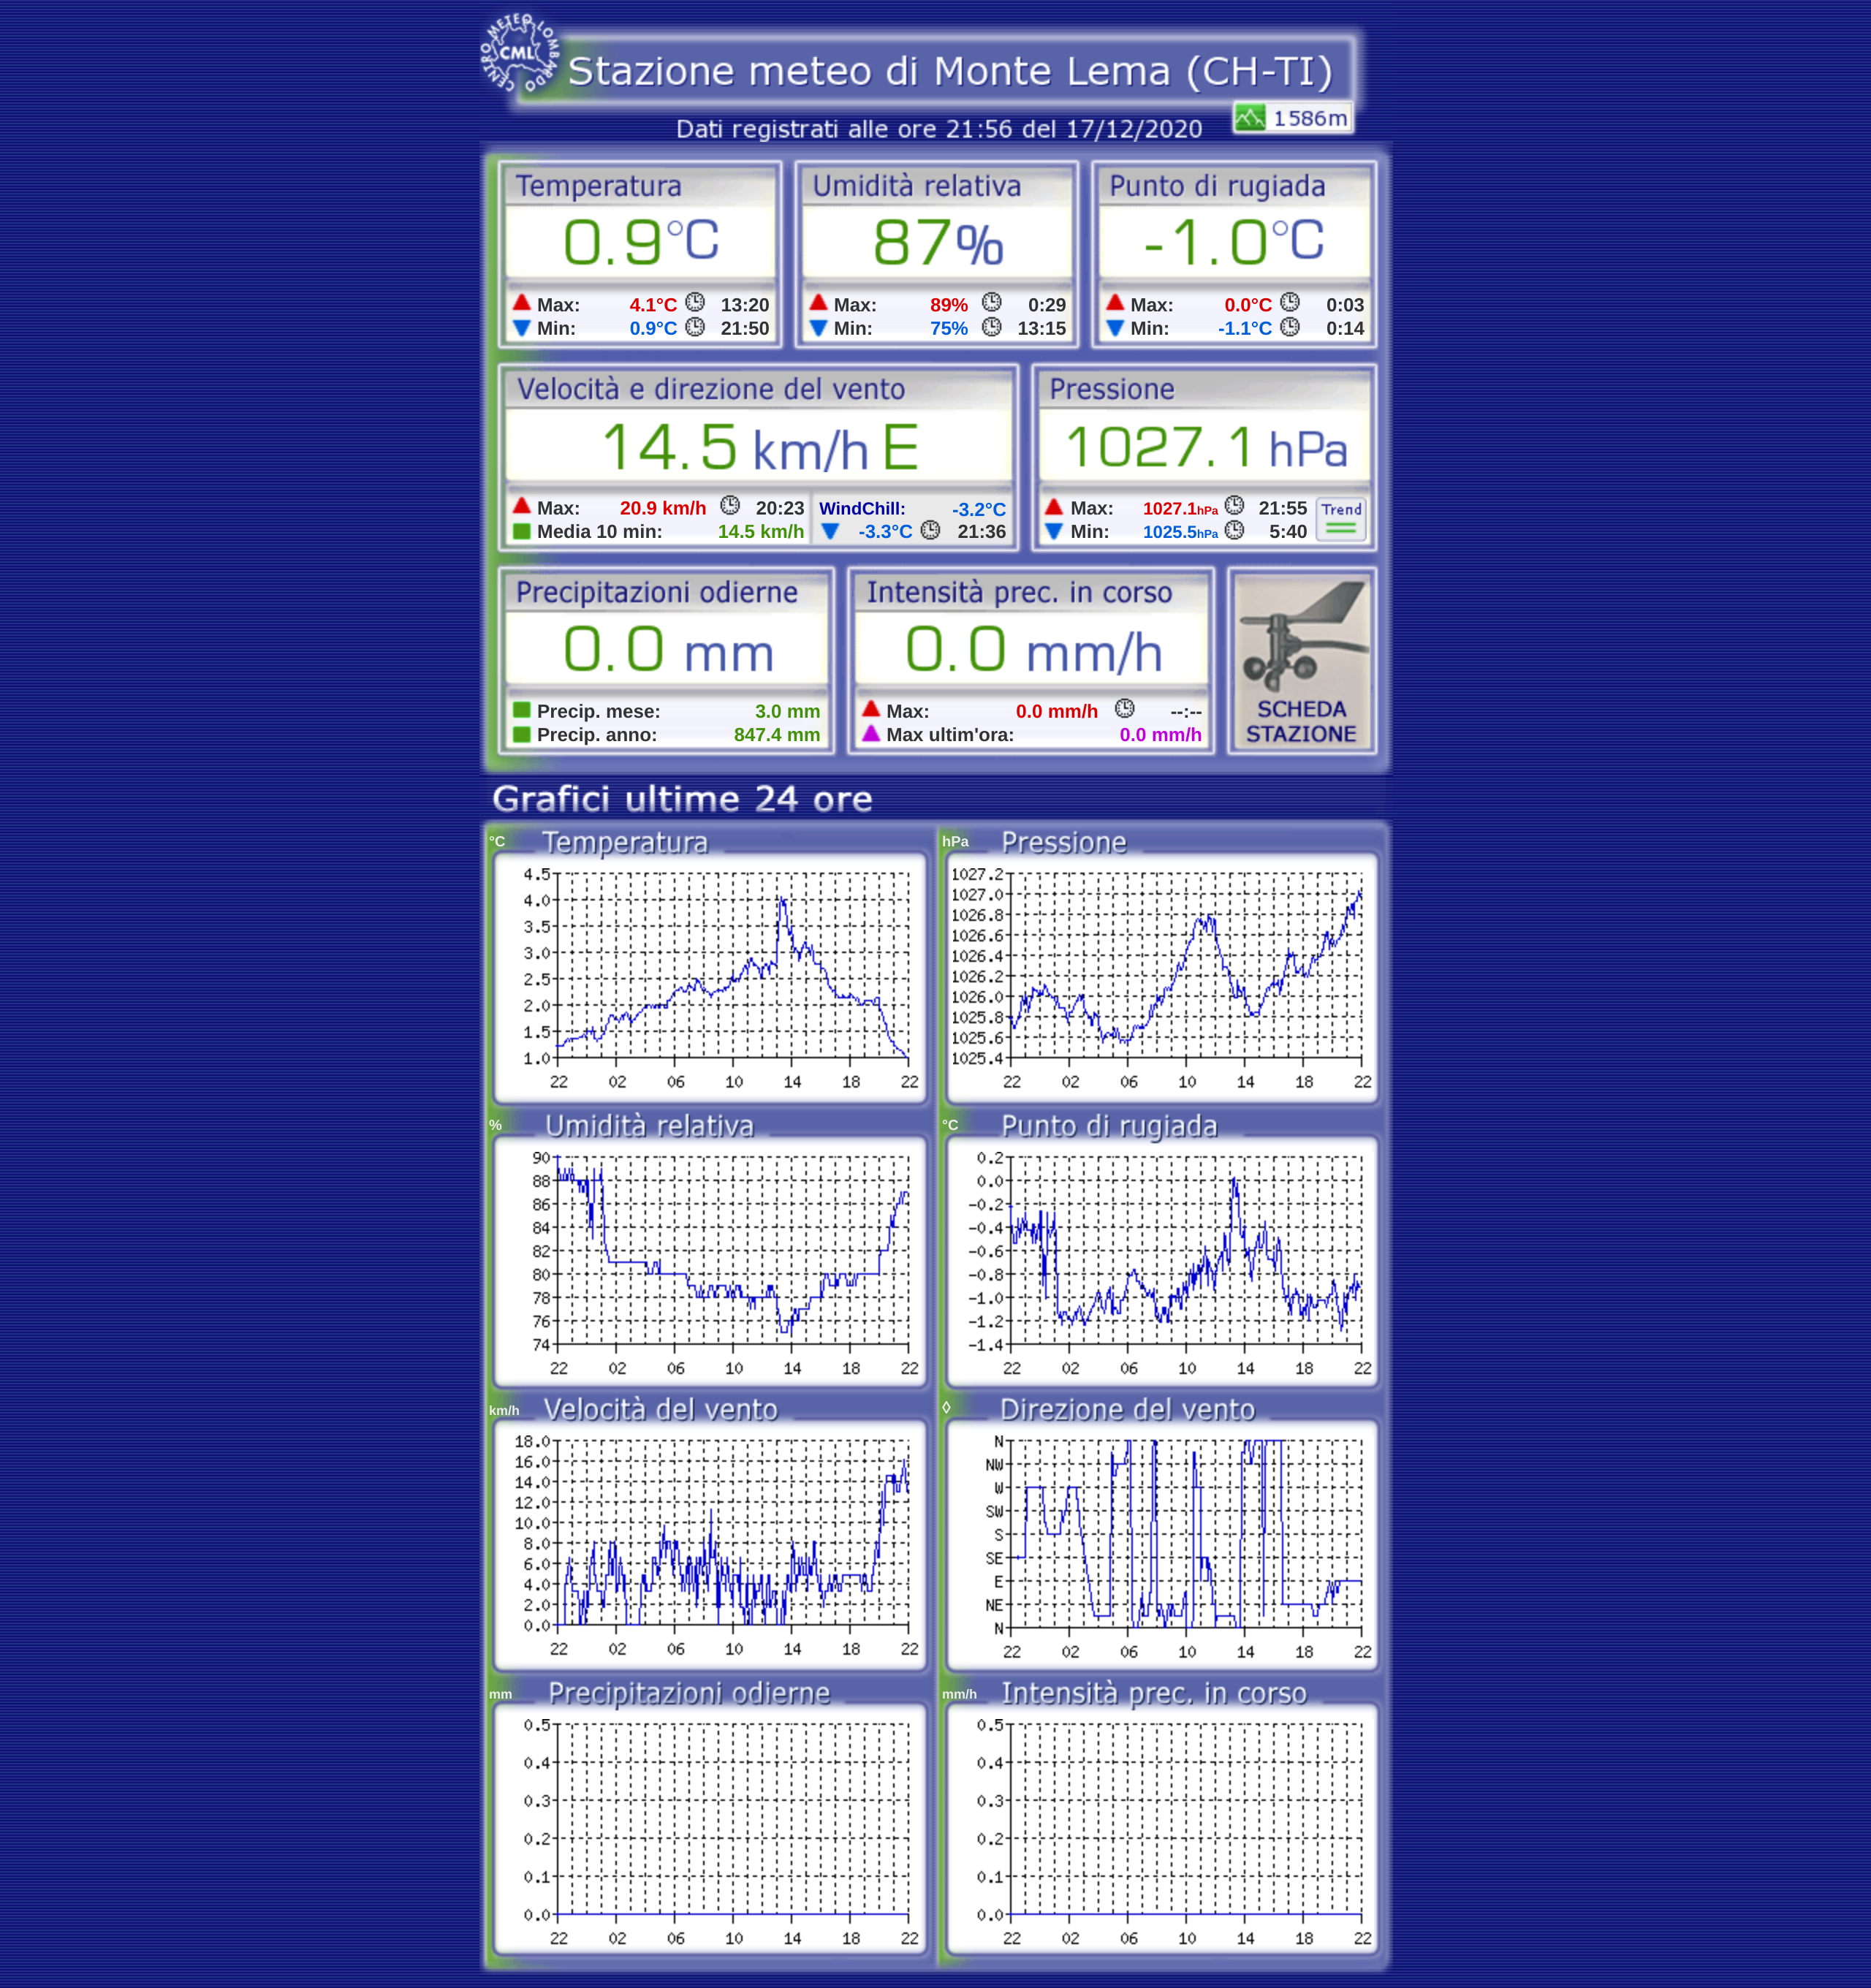 CENTRO METEO LOMBARDO
CML
Stazione meteo di Monte Lema (CH-TI)
1586m
Dati registrati alle ore 21:56 del 17/12/2020
Temperatura
0.9°C
Max: 4.1°C 13:20
Min: 0.9°C 21:50
Umidità relativa
87%
Max: 89% 0:29
Min: 75% 13:15
Punto di rugiada
-1.0°C
Max: 0.0°C 0:03
Min: -1.1°C 0:14
Velocità e direzione del vento
14.5 km/h E
Max: 20.9 km/h 20:23
Media 10 min: 14.5 km/h
WindChill: -3.2°C
-3.3°C 21:36
Pressione
1027.1 hPa
Max: 1027.1hPa 21:55
Min: 1025.5hPa 5:40
Trend
Precipitazioni odierne
0.0 mm
Precip. mese: 3.0 mm
Precip. anno: 847.4 mm
Intensità prec. in corso
0.0 mm/h
Max: 0.0 mm/h --:--
Max ultim'ora: 0.0 mm/h
SCHEDA
STAZIONE
Grafici ultime 24 ore
°C Temperatura
4.5
4.0
3.5
3.0
2.5
2.0
1.5
1.0
22 02 06 10 14 18 22
hPa Pressione
1027.2
1027.0
1026.8
1026.6
1026.4
1026.2
1026.0
1025.8
1025.6
1025.4
22 02 06 10 14 18 22
% Umidità relativa
90
88
86
84
82
80
78
76
74
22 02 06 10 14 18 22
°C Punto di rugiada
0.2
0.0
-0.2
-0.4
-0.6
-0.8
-1.0
-1.2
-1.4
22 02 06 10 14 18 22
km/h Velocità del vento
18.0
16.0
14.0
12.0
10.0
8.0
6.0
4.0
2.0
0.0
22 02 06 10 14 18 22
◊ Direzione del vento
N
NW
W
SW
S
SE
E
NE
N
22 02 06 10 14 18 22
mm Precipitazioni odierne
0.5
0.4
0.3
0.2
0.1
0.0
22 02 06 10 14 18 22
mm/h Intensità prec. in corso
0.5
0.4
0.3
0.2
0.1
0.0
22 02 06 10 14 18 22